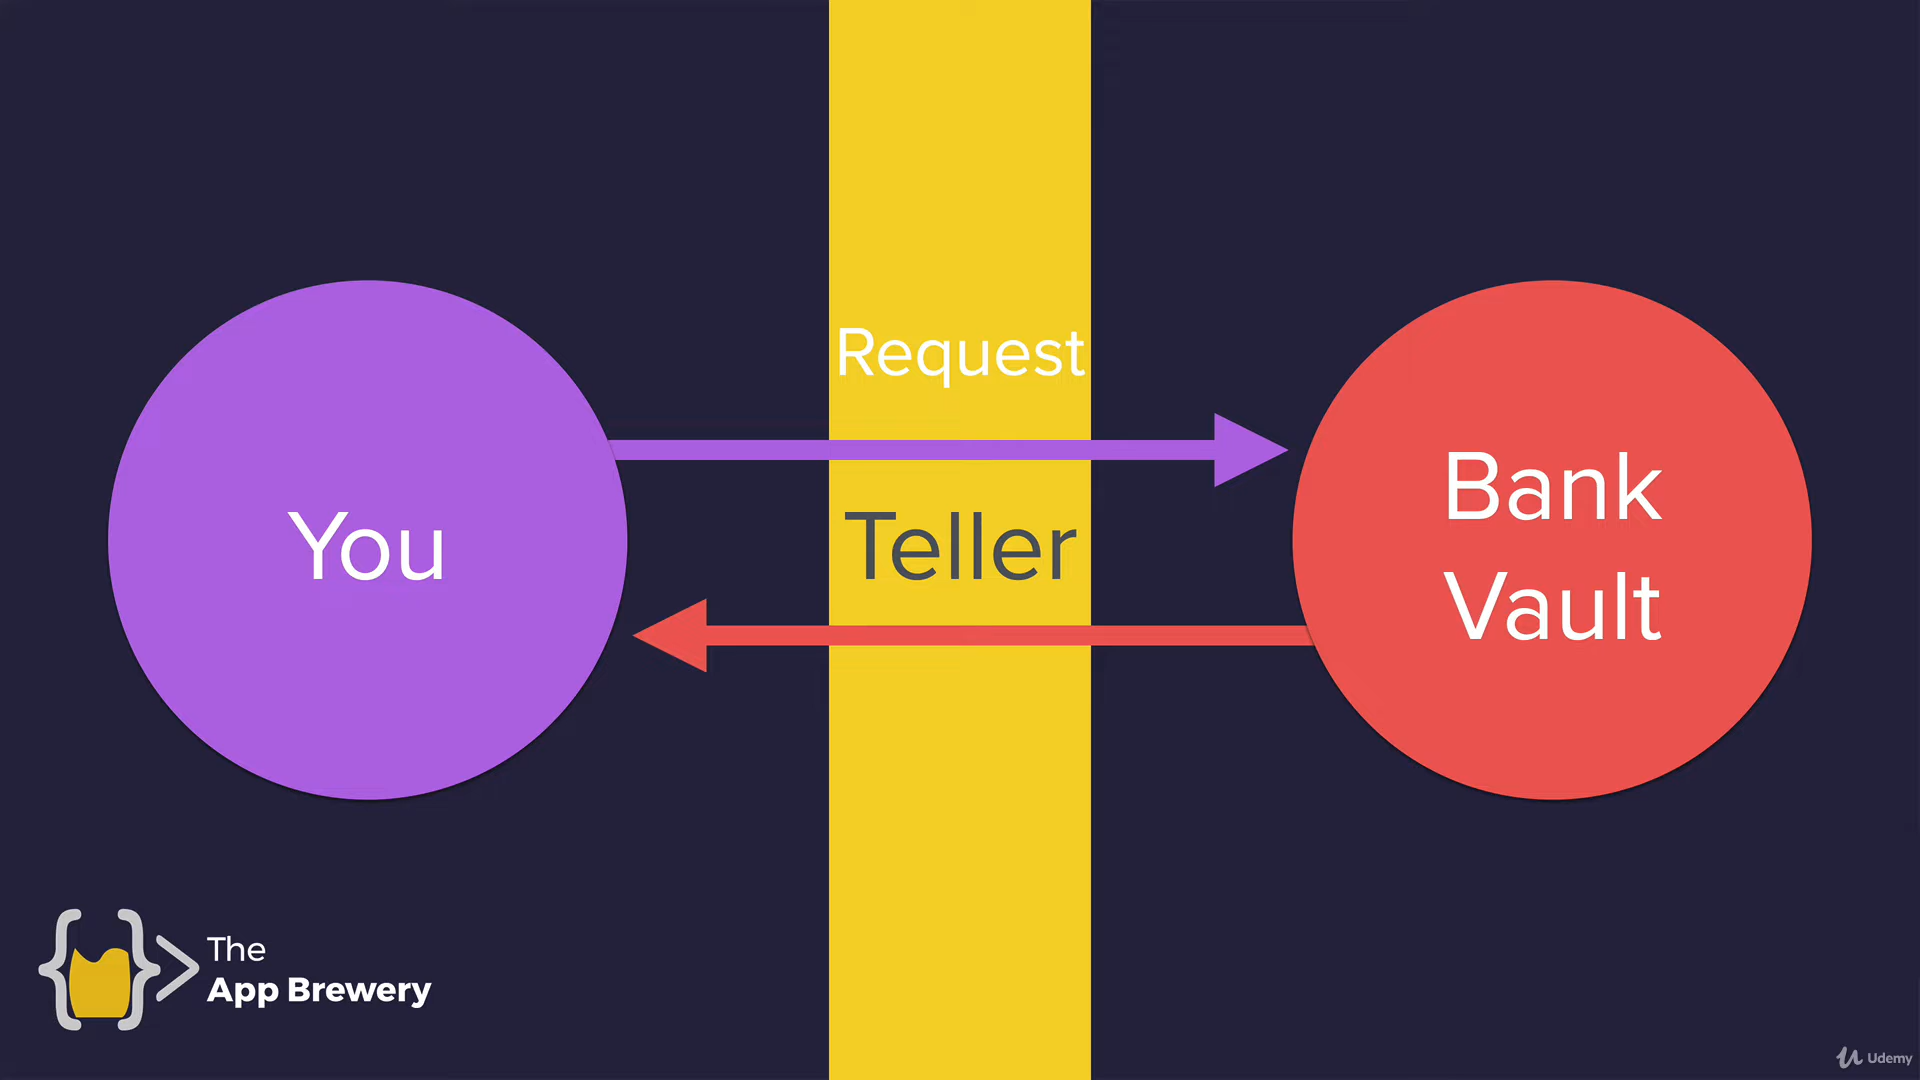 Request
You
Teller
Bank
Vault
The
App Brewery
Udemy